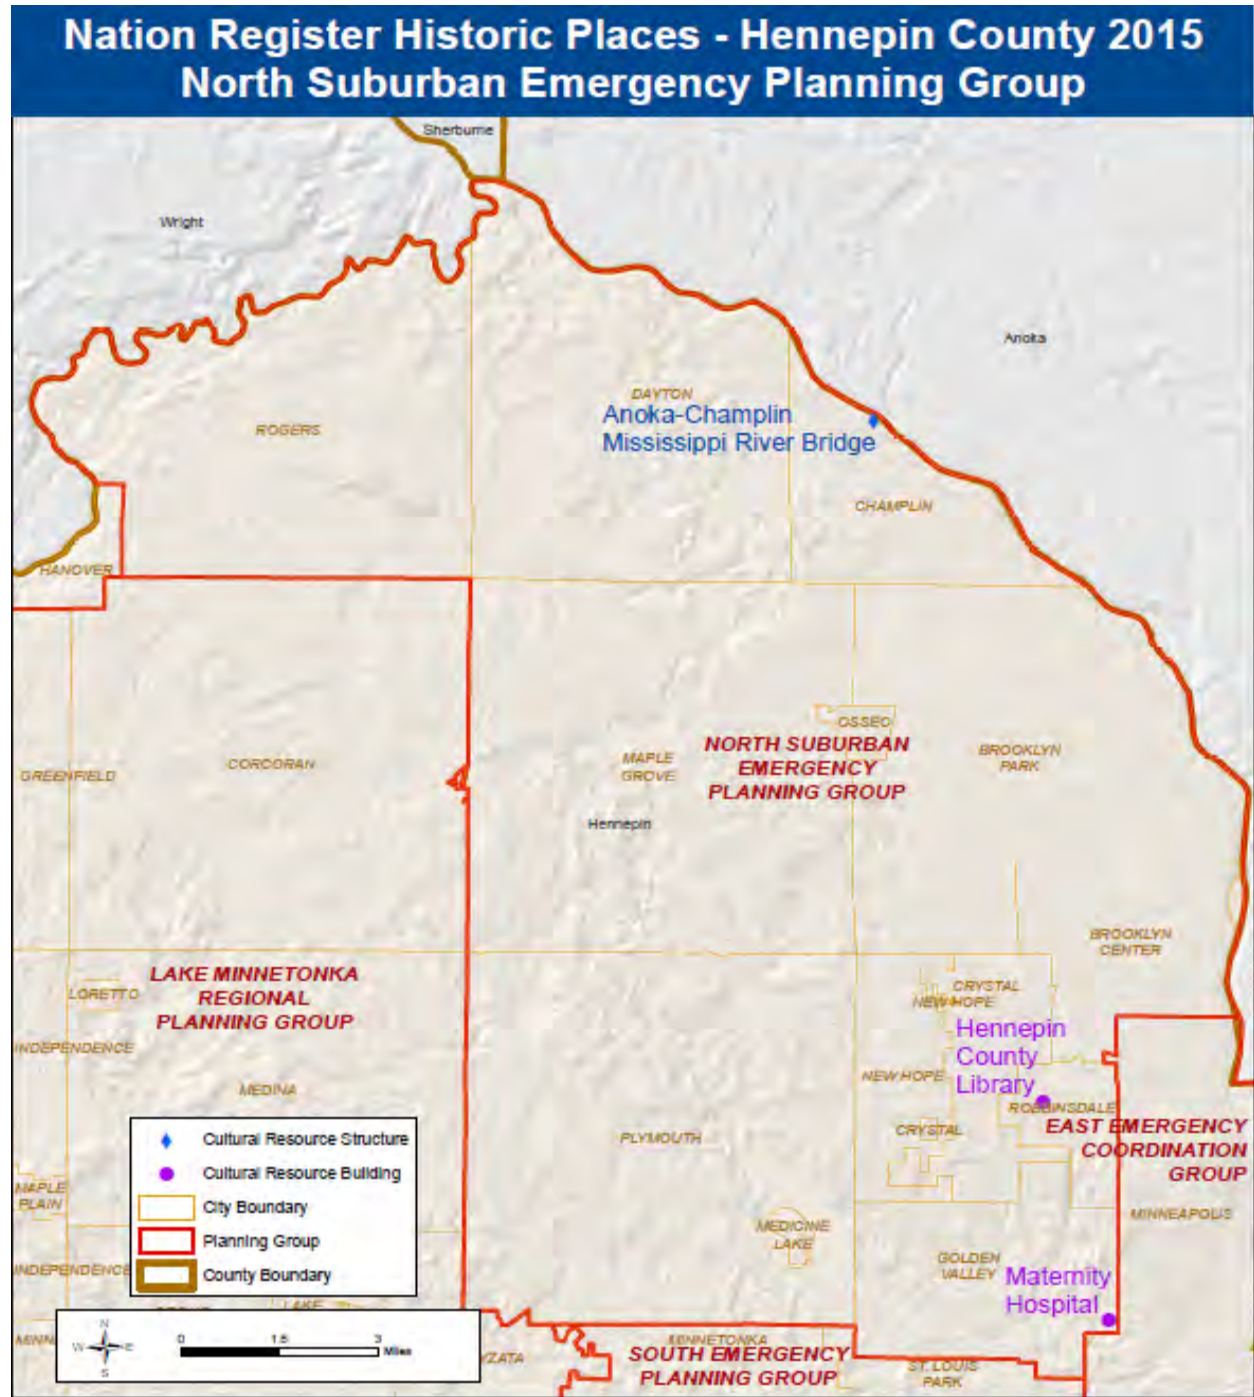 Nation Register Historic Places - Hennepin County 2015
North Suburban Emergency Planning Group
Sherburne
Wright
Anoka
DAYTON
Anoka-Champlin
Mississippi River Bridge
ROGERS
CHAMPLIN
HANOVER
OSSEO
NORTH SUBURBAN
EMERGENCY
PLANNING GROUP
MAPLE
GROVE
BROOKLYN
PARK
CORCORAN
GREENFIELD
Hennepin
BROOKLYN
CENTER
LAKE MINNETONKA
REGIONAL
PLANNING GROUP
LORETTO
CRYSTAL
NEW HOPE
INDEPENDENCE
Hennepin
County
Library
NEW HOPE
MEDINA
ROBBINSDALE
EAST EMERGENCY
COORDINATION
GROUP
CRYSTAL
PLYMOUTH
Cultural Resource Structure
Cultural Resource Building
City Boundary
Planning Group
County Boundary
MAPLE
PLAIN
MINNEAPOLIS
MEDICINE
LAKE
GOLDEN
VALLEY
INDEPENDENCE
Maternity
Hospital
LAKE
N
W E
S
0 1.5 3
Miles
MINNETONKA
SOUTH EMERGENCY
PLANNING GROUP
ST. LOUIS
PARK